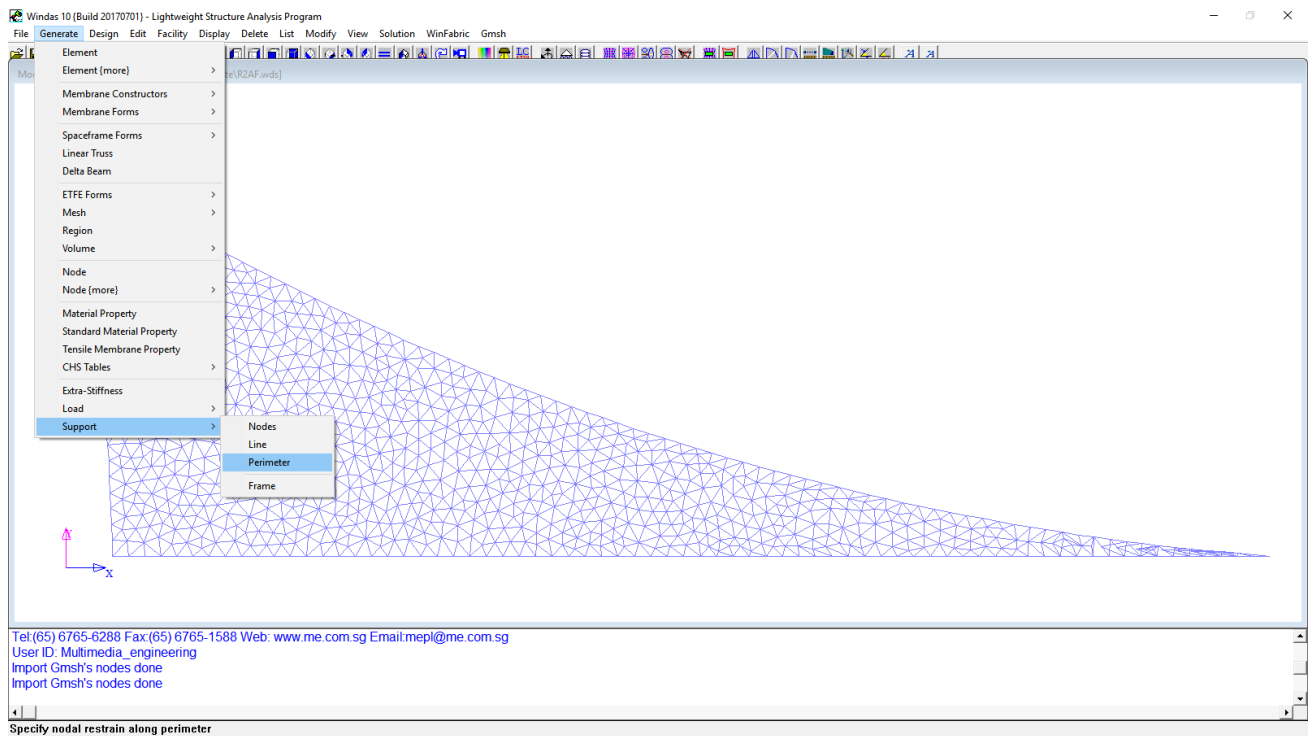 Windas 10 (Build 20170701) - Lightweight Structure Analysis Program
File Generate Design Edit Facility Display Delete List Modify View Solution WinFabric Gmsh
Element
Element {more}
Membrane Constructors
Membrane Forms
Spaceframe Forms
Linear Truss
Delta Beam
ETFE Forms
Mesh
Region
Volume
Node
Node {more}
Material Property
Standard Material Property
Tensile Membrane Property
CHS Tables
Extra-Stiffness
Load
Support
Nodes
Line
Perimeter
Frame
Y
X
Tel:(65) 6765-6288 Fax:(65) 6765-1588 Web: www.me.com.sg Email:mepl@me.com.sg
User ID: Multimedia_engineering
Import Gmsh's nodes done
Import Gmsh's nodes done
Specify nodal restrain along perimeter